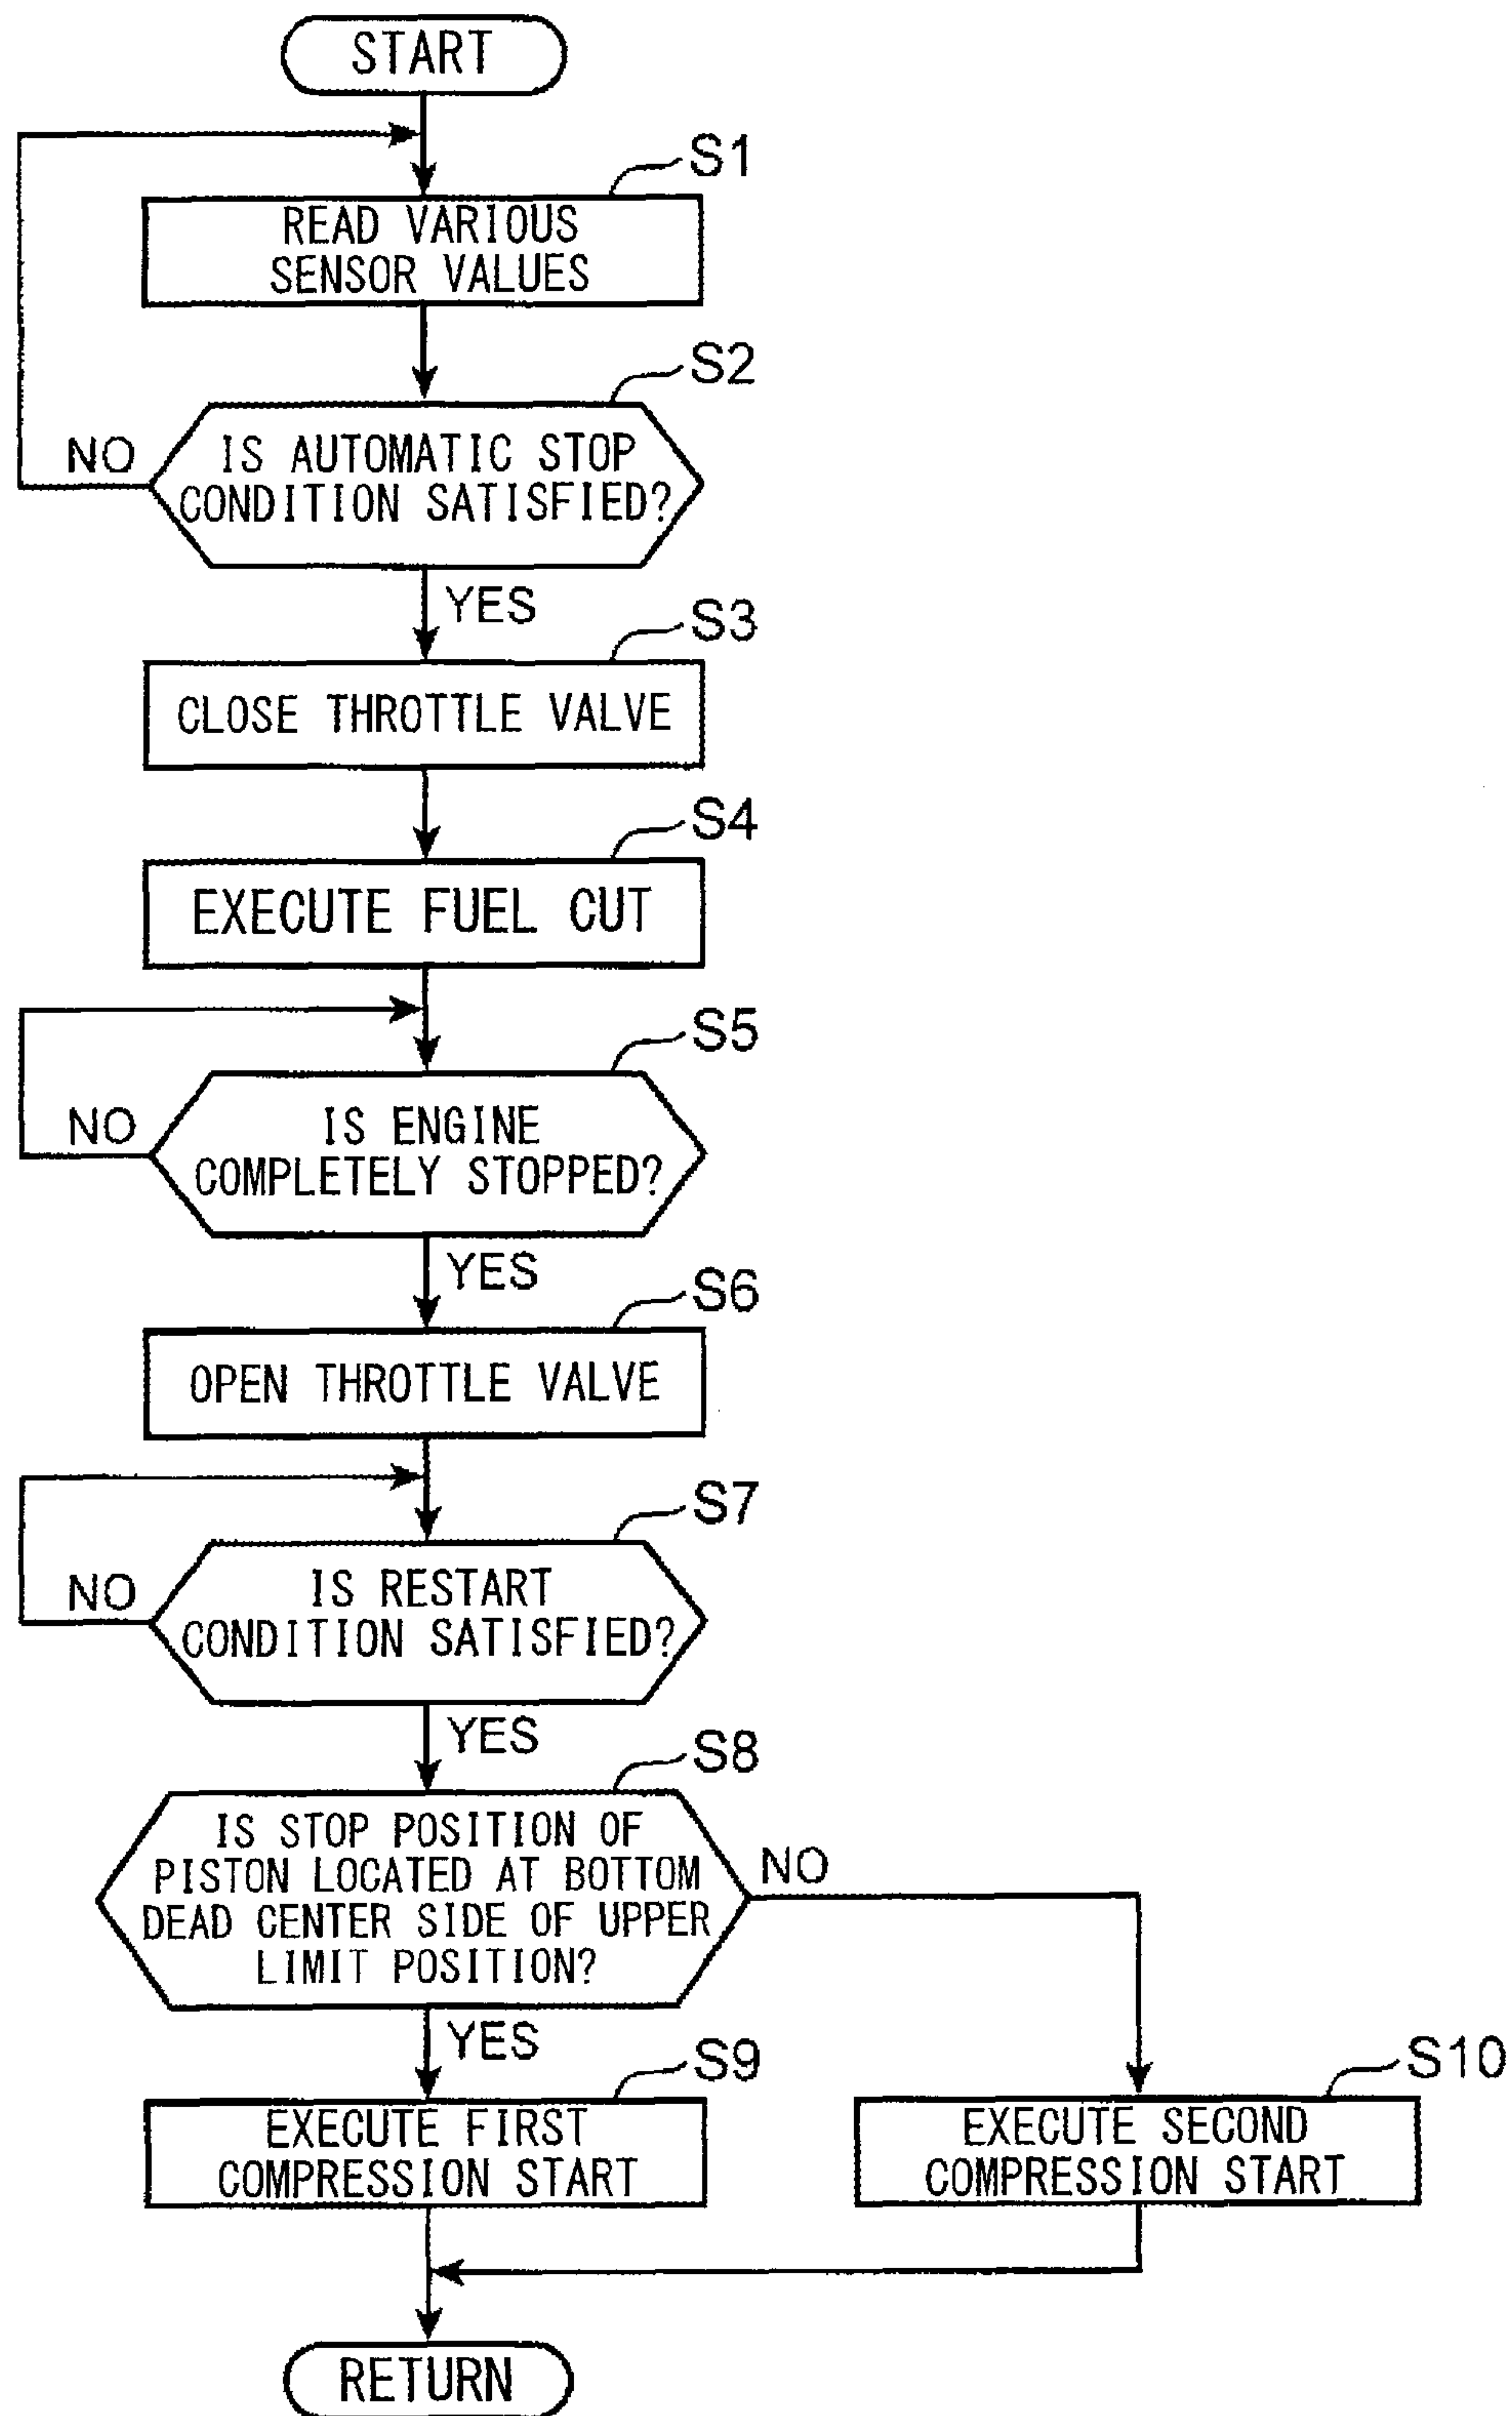 START
S1
READ VARIOUS
SENSOR VALUES
S2
IS AUTOMATIC STOP
CONDITION SATISFIED?
NO
YES
S3
CLOSE THROTTLE VALVE
S4
EXECUTE FUEL CUT
S5
IS ENGINE
COMPLETELY STOPPED?
NO
YES
S6
OPEN THROTTLE VALVE
S7
IS RESTART
CONDITION SATISFIED?
NO
YES
S8
IS STOP POSITION OF
PISTON LOCATED AT BOTTOM
DEAD CENTER SIDE OF UPPER
LIMIT POSITION?
NO
YES
S9
EXECUTE FIRST
COMPRESSION START
S10
EXECUTE SECOND
COMPRESSION START
RETURN